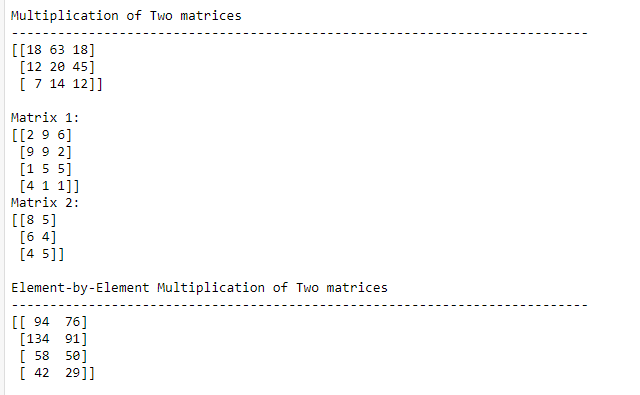 Multiplication of Two matrices
---------------------------------------------------------------------------
[[18 63 18]
 [12 20 45]
 [ 7 14 12]]
Matrix 1:
[[2 9 6]
 [9 9 2]
 [1 5 5]
 [4 1 1]]
Matrix 2:
[[8 5]
 [6 4]
 [4 5]]
Element-by-Element Multiplication of Two matrices
---------------------------------------------------------------------------
[[ 94  76]
 [134  91]
 [ 58  50]
 [ 42  29]]